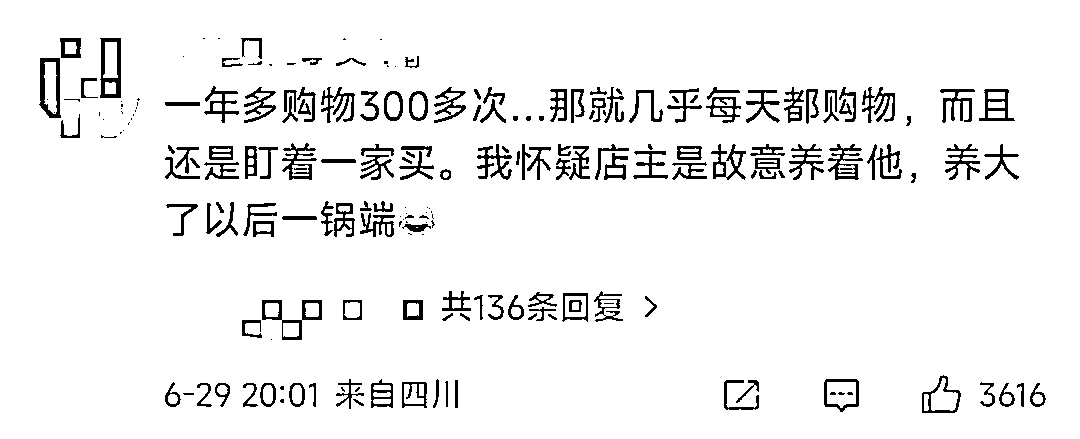 一年多购物300多次...那就几乎每天都购物，而且
还是盯着一家买。我怀疑店主是故意养着他，养大
了以后一锅端😂
共136条回复 >
6-29 20:01 来自四川
3616